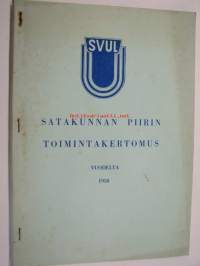 SVUL
SATAKUNNAN PIIRIN
TOIMINTAKERTOMUS
VUODELTA
1958